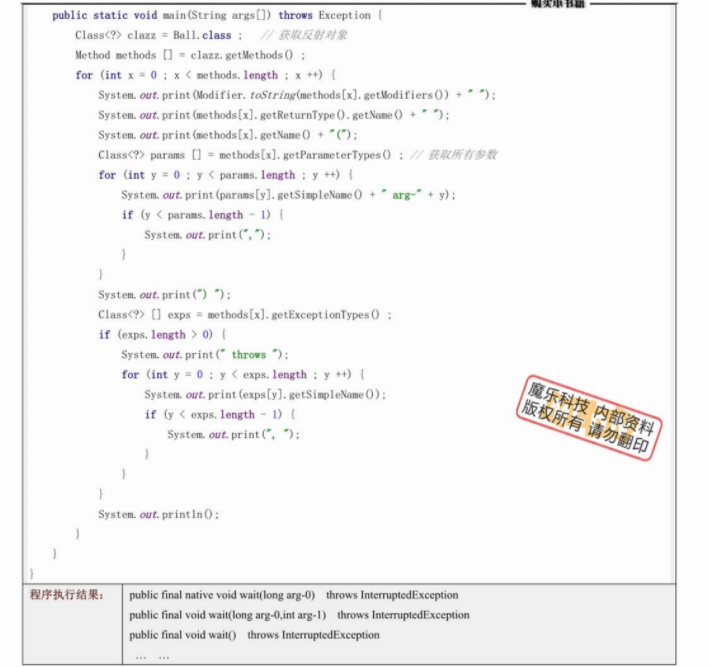 购买本书籍
public static void main(String args[]) throws Exception {
Class<?> clazz = Ball.class ; // 获取反射对象
Method methods [] = clazz.getMethods() ;
for (int x = 0 ; x < methods.length ; x ++) {
System.out.print(Modifier.toString(methods[x].getModifiers()) + " ");
System.out.print(methods[x].getReturnType().getName() + " ");
System.out.print(methods[x].getName() + "(");
Class<?> params [] = methods[x].getParameterTypes() ; // 获取所有参数
for (int y = 0 ; y < params.length ; y ++) {
System.out.print(params[y].getSimpleName() + " arg-" + y);
if (y < params.length - 1) {
System.out.print(",");
}
}
System.out.print(") ");
Class<?> [] exps = methods[x].getExceptionTypes() ;
if (exps.length > 0) {
System.out.print(" throws ");
for (int y = 0 ; y < exps.length ; y ++) {
System.out.print(exps[y].getSimpleName());
if (y < exps.length - 1) {
System.out.print(", ");
}
}
}
System.out.println();
}
}
}
魔乐科技 内部资料
版权所有 请勿翻印
程序执行结果： public final native void wait(long arg-0) throws InterruptedException
public final void wait(long arg-0,int arg-1) throws InterruptedException
public final void wait() throws InterruptedException
… …